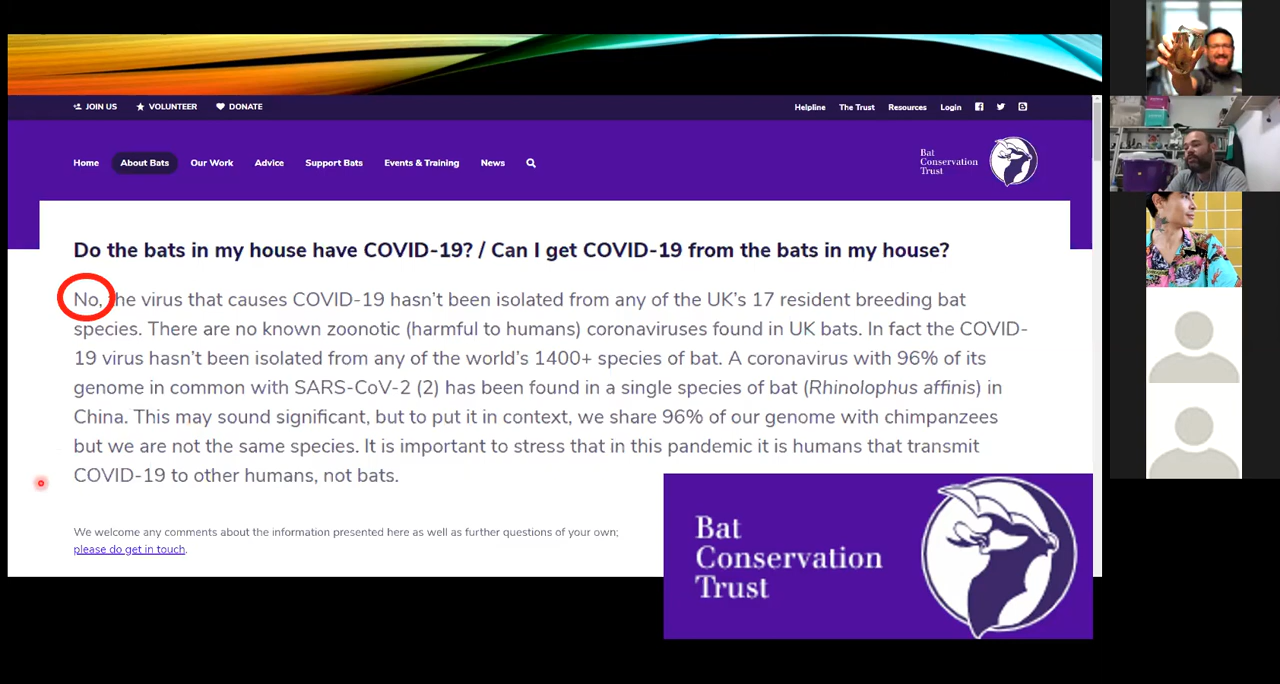 JOIN US VOLUNTEER DONATE Helpline The Trust Resources Login
Home About Bats Our Work Advice Support Bats Events & Training News
Bat
Conservation
Trust
Do the bats in my house have COVID-19? / Can I get COVID-19 from the bats in my house?
No, the virus that causes COVID-19 hasn't been isolated from any of the UK's 17 resident breeding bat
species. There are no known zoonotic (harmful to humans) coronaviruses found in UK bats. In fact the COVID-
19 virus hasn't been isolated from any of the world's 1400+ species of bat. A coronavirus with 96% of its
genome in common with SARS-CoV-2 (2) has been found in a single species of bat (Rhinolophus affinis) in
China. This may sound significant, but to put it in context, we share 96% of our genome with chimpanzees
but we are not the same species. It is important to stress that in this pandemic it is humans that transmit
COVID-19 to other humans, not bats.
We welcome any comments about the information presented here as well as further questions of your own;
please do get in touch.
Bat
Conservation
Trust